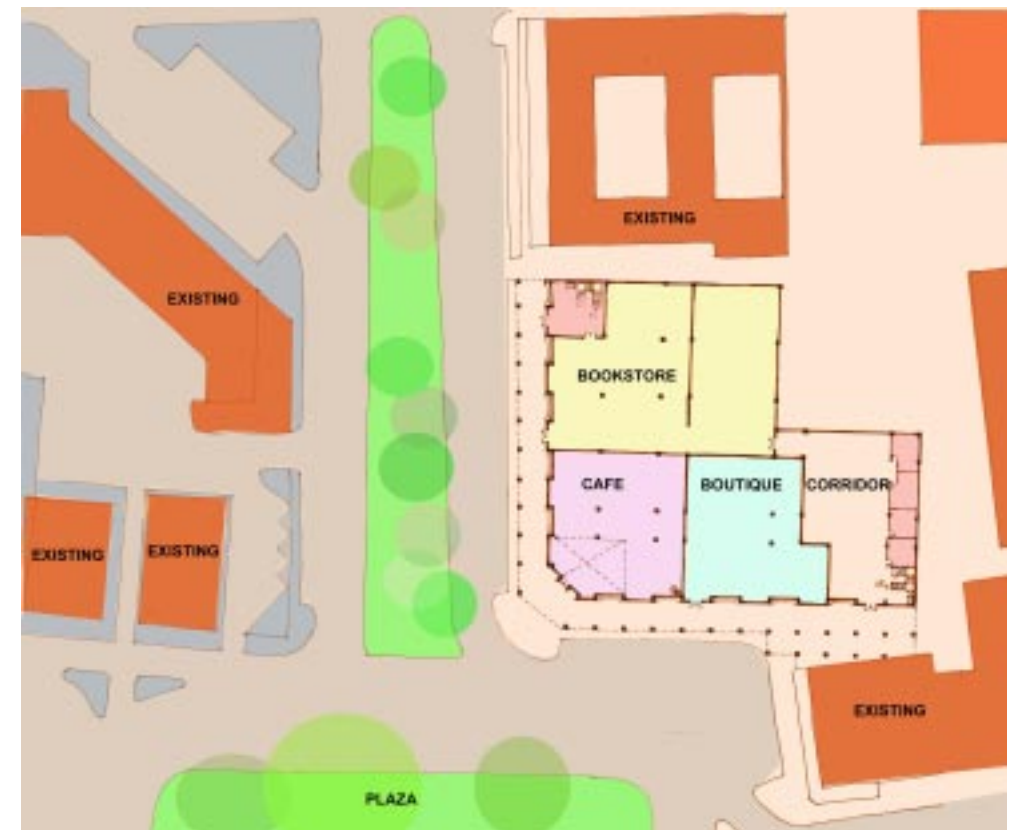 EXISTING
EXISTING
BOOKSTORE
CAFE
BOUTIQUE
CORRIDOR
EXISTING
EXISTING
EXISTING
PLAZA